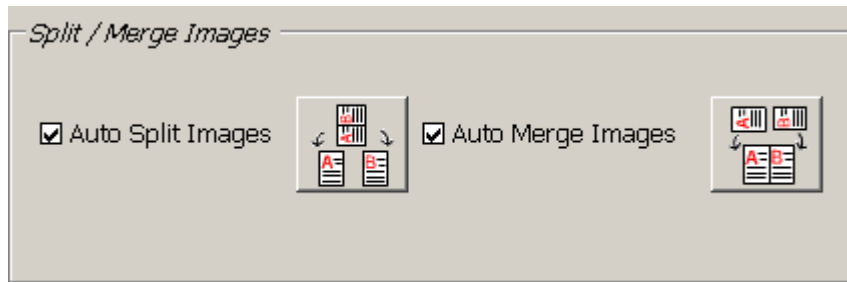 Split / Merge Images
Auto Split Images
B
A
A
B
Auto Merge Images
A B
A B